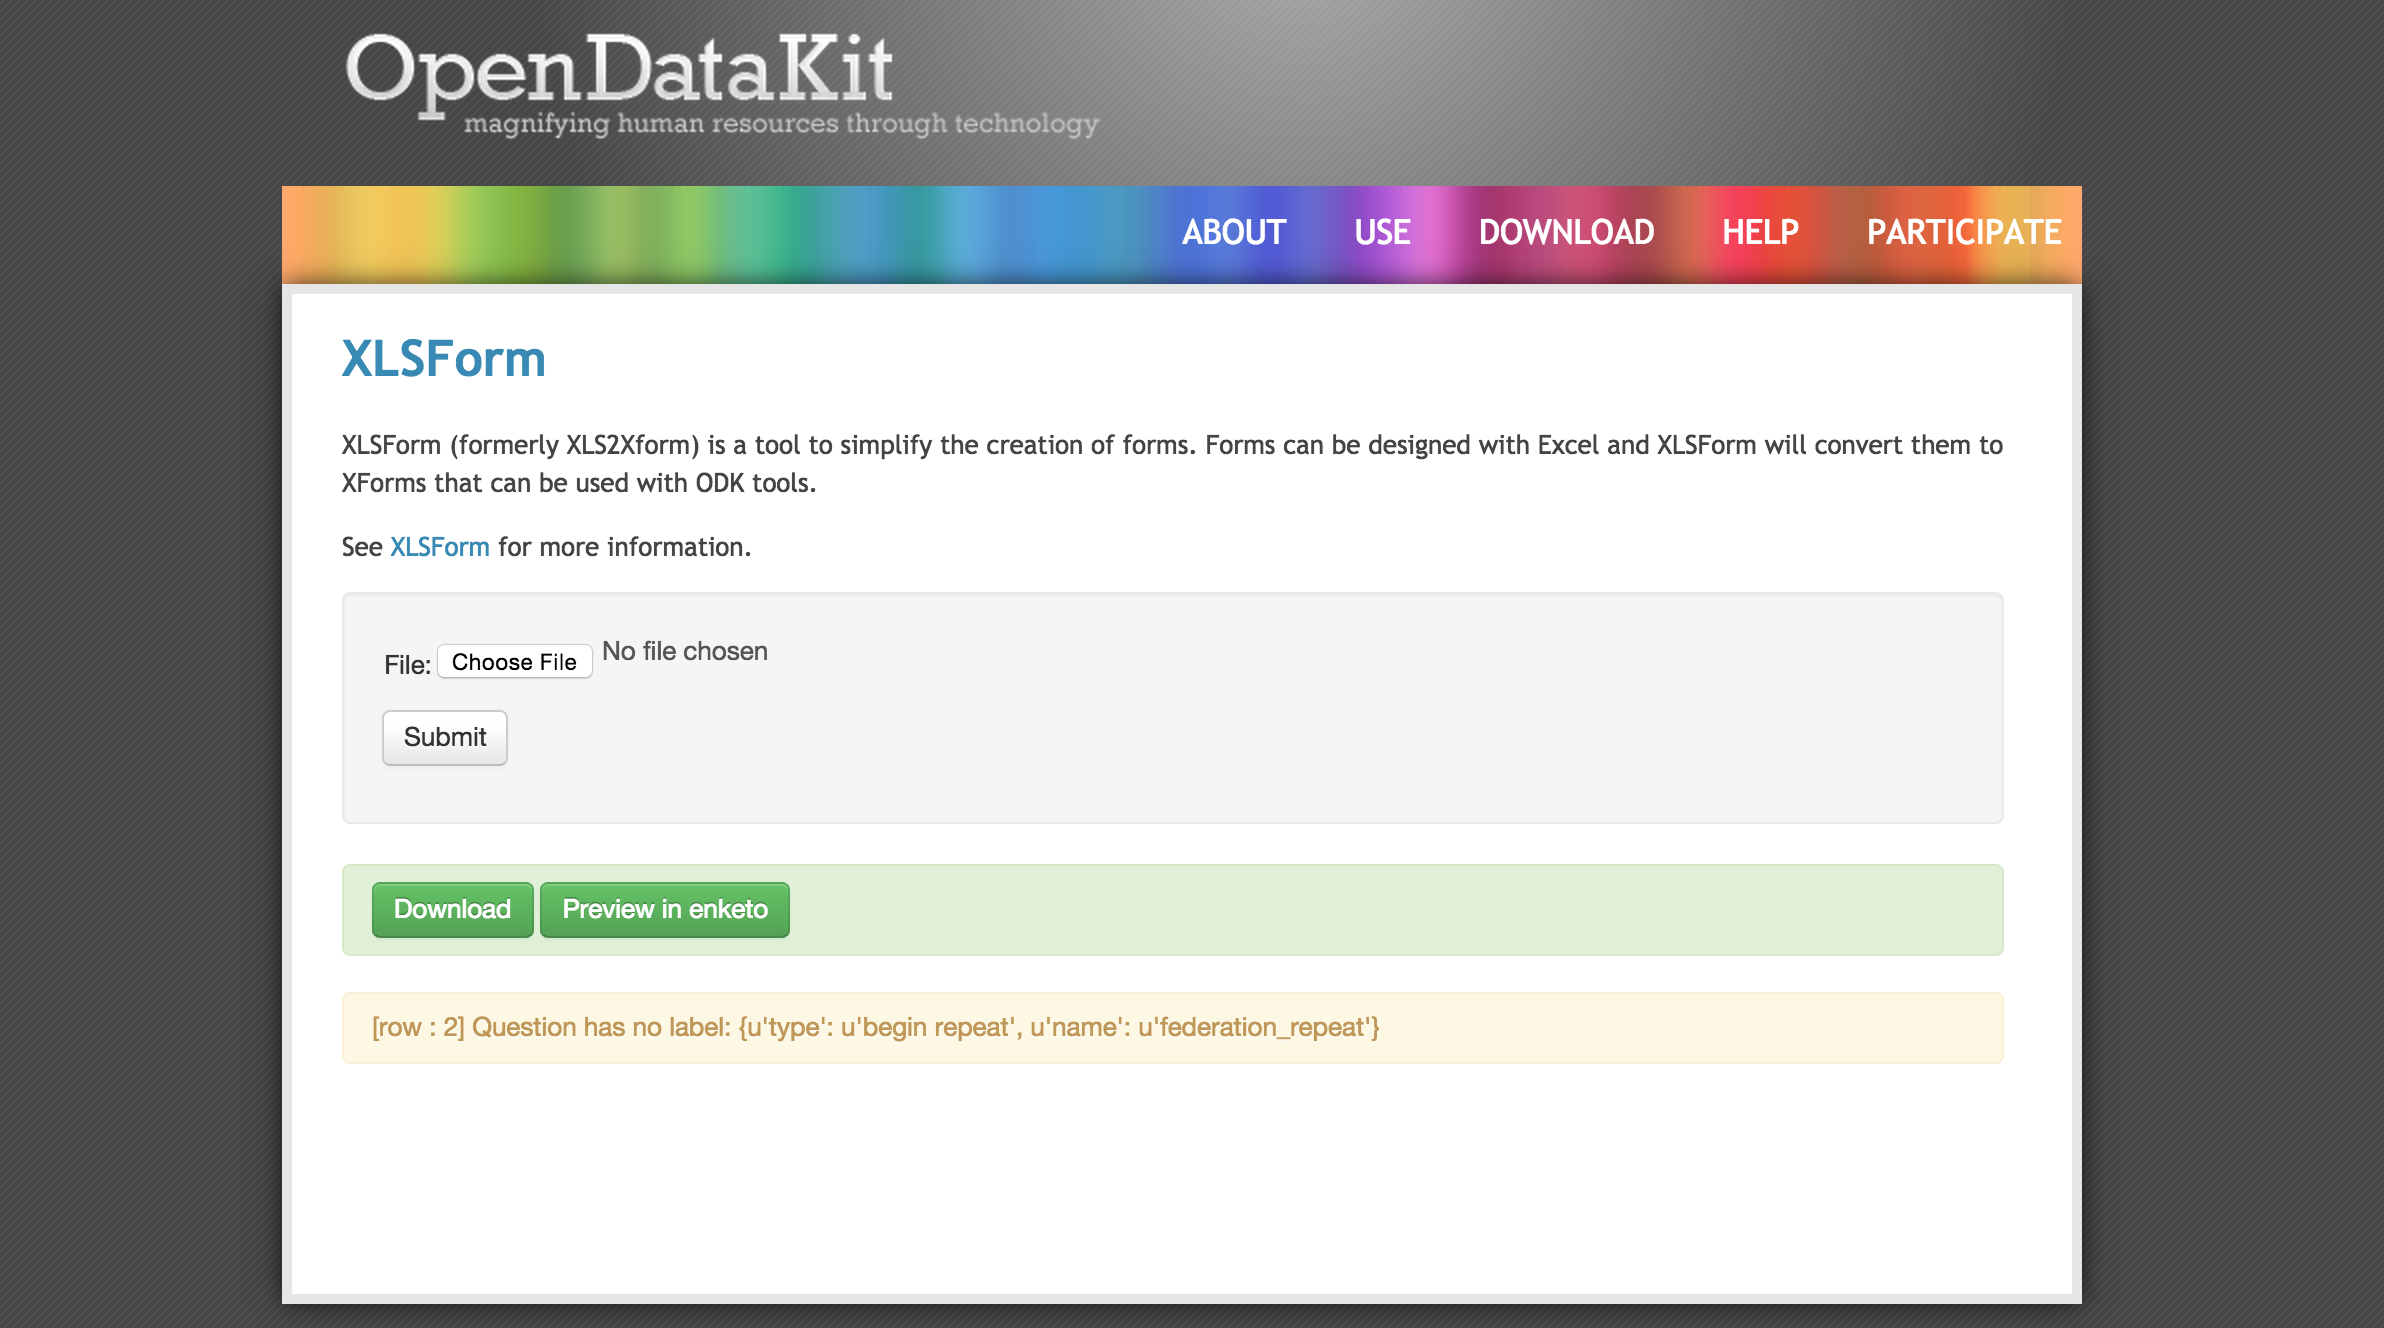 OpenDataKit
magnifying human resources through technology
ABOUT USE DOWNLOAD HELP PARTICIPATE
XLSForm
XLSForm (formerly XLS2Xform) is a tool to simplify the creation of forms. Forms can be designed with Excel and XLSForm will convert them to
XForms that can be used with ODK tools.
See XLSForm for more information.
File: Choose File No file chosen
Submit
Download Preview in enketo
[row : 2] Question has no label: {u'type': u'begin repeat', u'name': u'federation_repeat'}